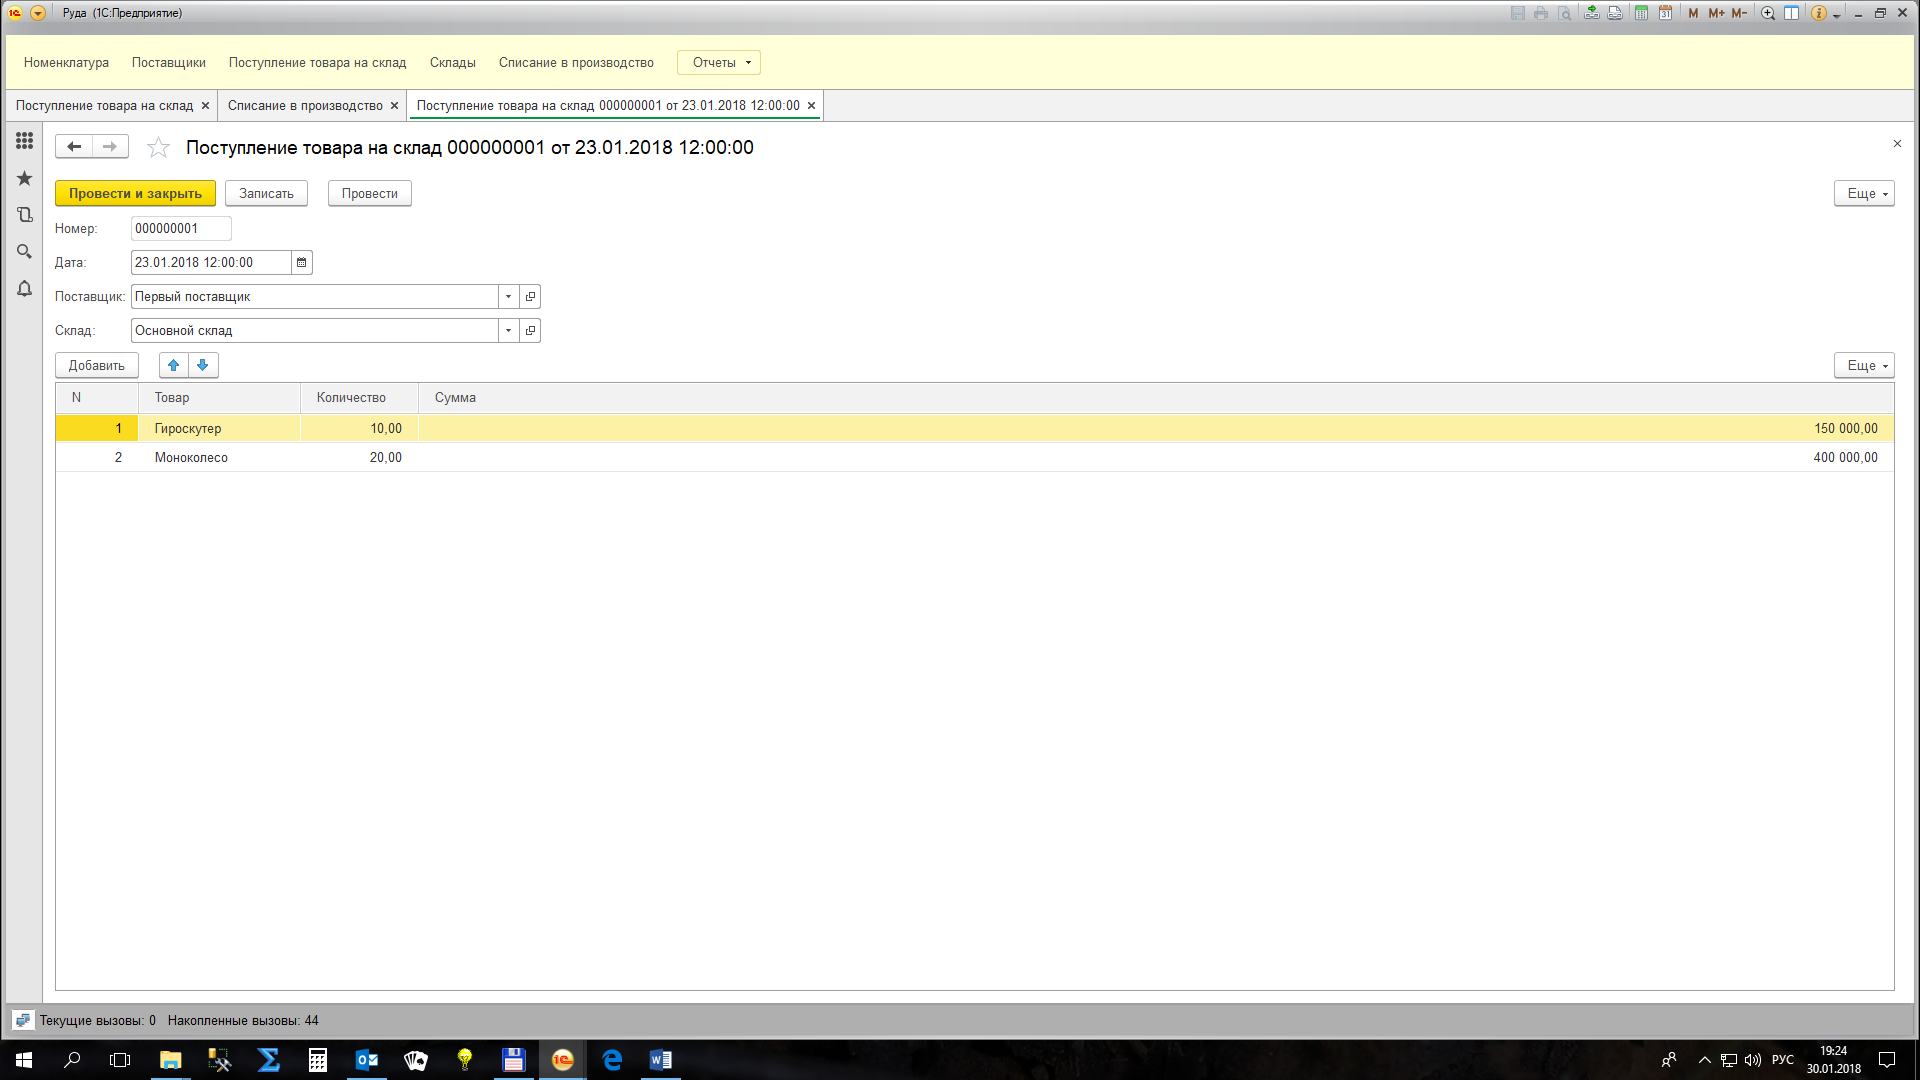 Руда (1С:Предприятие)
M M+ M-
Номенклатура Поставщики Поступление товара на склад Склады Списание в производство Отчеты
Поступление товара на склад × Списание в производство × Поступление товара на склад 000000001 от 23.01.2018 12:00:00 ×
Поступление товара на склад 000000001 от 23.01.2018 12:00:00
Провести и закрыть Записать Провести Еще
Номер: 000000001
Дата: 23.01.2018 12:00:00
Поставщик: Первый поставщик
Склад: Основной склад
Добавить Еще
N Товар Количество Сумма
1 Гироскутер 10,00 150 000,00
2 Моноколесо 20,00 400 000,00
Текущие вызовы: 0 Накопленные вызовы: 44
РУС
19:24
30.01.2018